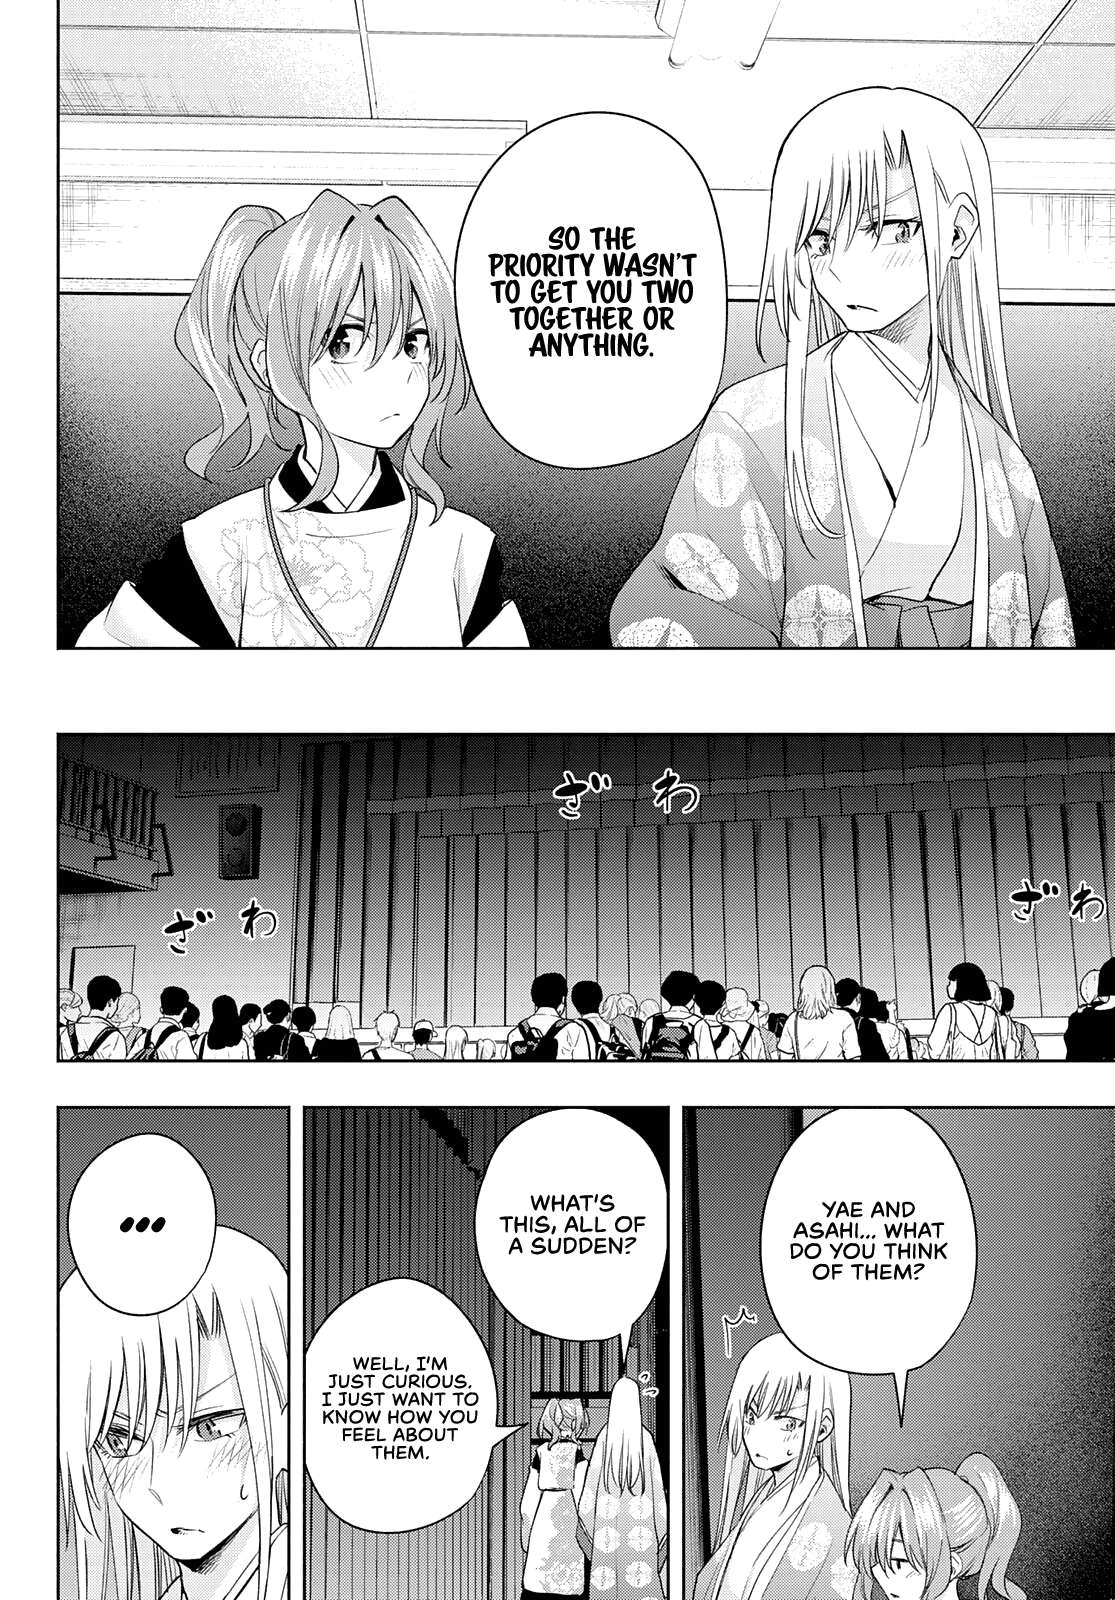 SO THE
PRIORITY WASN'T
TO GET YOU TWO
TOGETHER OR
ANYTHING.
ざわ
ざわ
ざわ
YAE AND
ASAHI... WHAT
DO YOU THINK
OF THEM?
WHAT'S
THIS, ALL OF
A SUDDEN?
WELL, I'M
JUST CURIOUS.
I JUST WANT TO
KNOW HOW YOU
FEEL ABOUT
THEM.
...